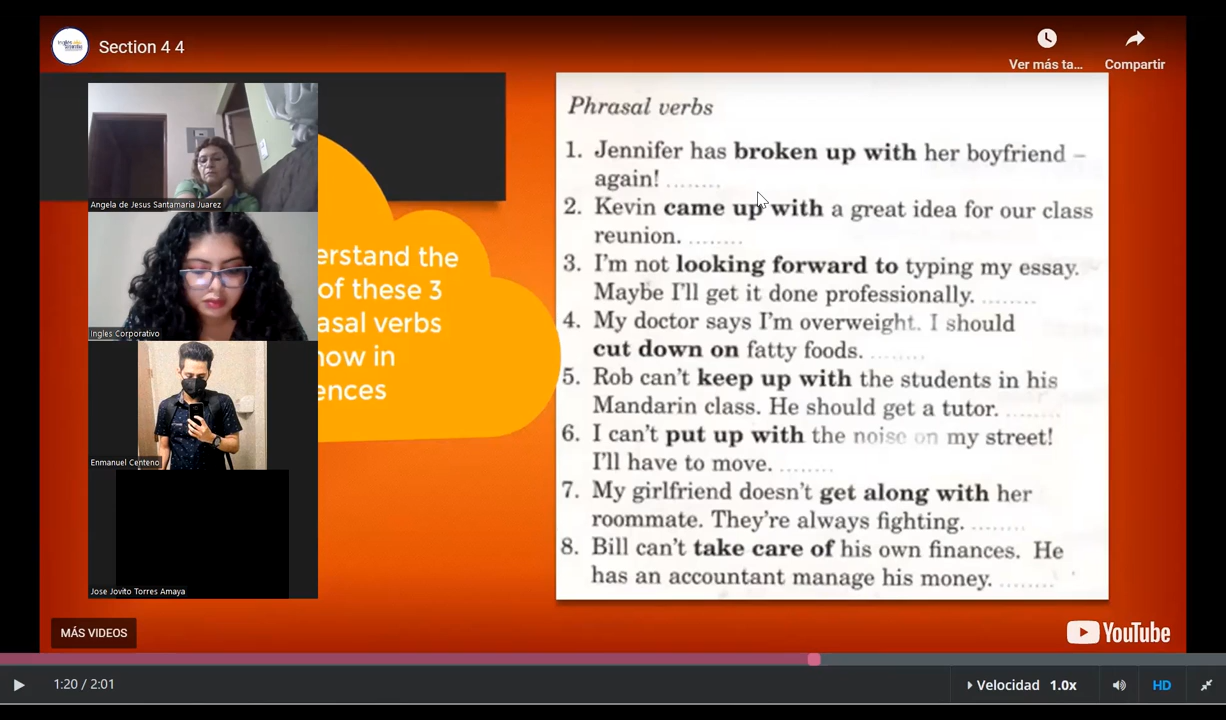 Section 4 4
Ver más ta...
Compartir
Angela de Jesus Santamaría Juarez
Ingles Corporativo
Enmanuel Centeno
Jose Jovito Torres Amaya
erstand the
of these 3
asal verbs
now in
ences
Phrasal verbs
1. Jennifer has broken up with her boyfriend –
again! ........
2. Kevin came up with a great idea for our class
reunion. ........
3. I'm not looking forward to typing my essay.
Maybe I'll get it done professionally. ........
4. My doctor says I'm overweight. I should
cut down on fatty foods. ........
5. Rob can't keep up with the students in his
Mandarin class. He should get a tutor. ........
6. I can't put up with the noise on my street!
I'll have to move. ........
7. My girlfriend doesn't get along with her
roommate. They're always fighting. ........
8. Bill can't take care of his own finances. He
has an accountant manage his money. ........
MÁS VIDEOS
YouTube
1:20 / 2:01
Velocidad 1.0x
HD